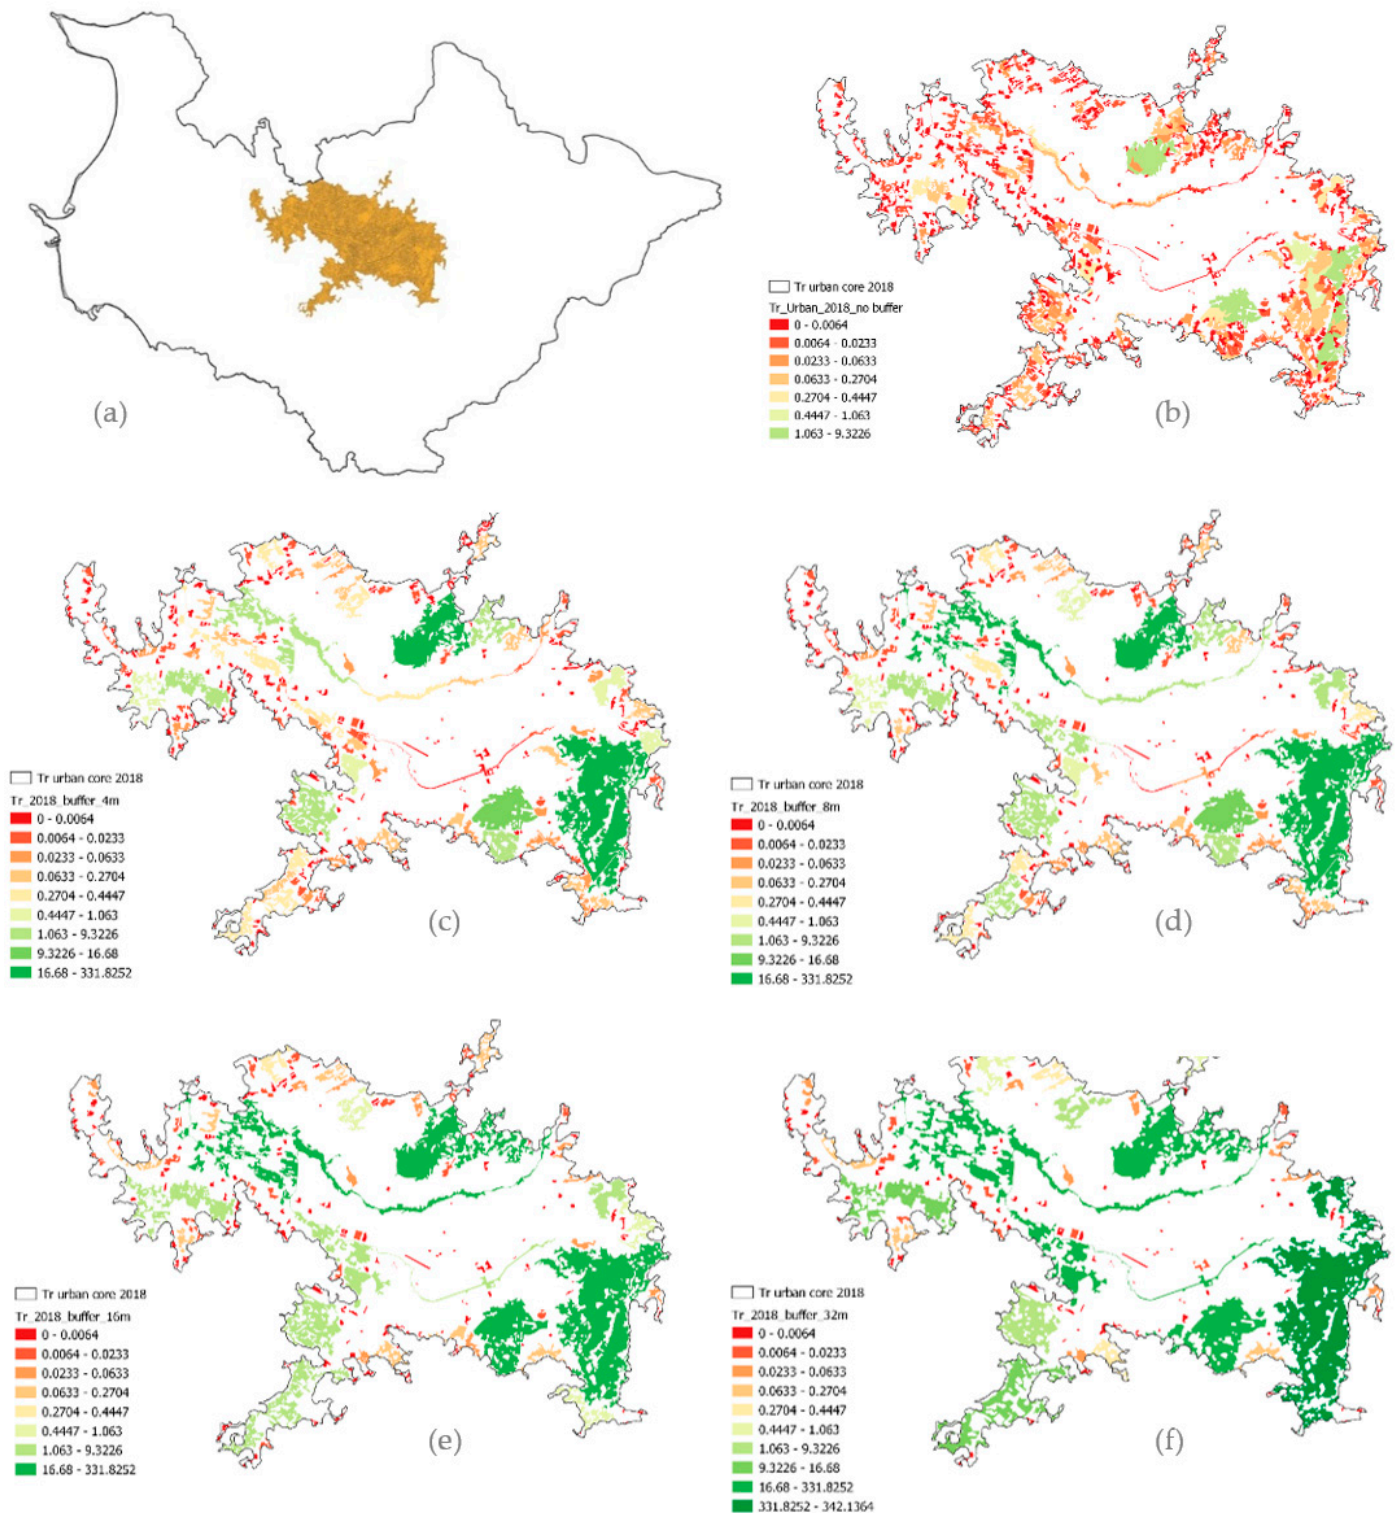 (a)
Tr urban core 2018
Tr_Urban_2018_no buffer
0 - 0.0064
0.0064 - 0.0233
0.0233 - 0.0633
0.0633 - 0.2704
0.2704 - 0.4447
0.4447 - 1.063
1.063 - 9.3226
(b)
Tr urban core 2018
Tr_2018_buffer_4m
0 - 0.0064
0.0064 - 0.0233
0.0233 - 0.0633
0.0633 - 0.2704
0.2704 - 0.4447
0.4447 - 1.063
1.063 - 9.3226
9.3226 - 16.68
16.68 - 331.8252
(c)
Tr urban core 2018
Tr_2018_buffer_8m
0 - 0.0064
0.0064 - 0.0233
0.0233 - 0.0633
0.0633 - 0.2704
0.2704 - 0.4447
0.4447 - 1.063
1.063 - 9.3226
9.3226 - 16.68
16.68 - 331.8252
(d)
Tr urban core 2018
Tr_2018_buffer_16m
0 - 0.0064
0.0064 - 0.0233
0.0233 - 0.0633
0.0633 - 0.2704
0.2704 - 0.4447
0.4447 - 1.063
1.063 - 9.3226
16.68 - 331.8252
(e)
Tr urban core 2018
Tr_2018_buffer_32m
0 - 0.0064
0.0064 - 0.0233
0.0233 - 0.0633
0.0633 - 0.2704
0.2704 - 0.4447
0.4447 - 1.063
1.063 - 9.3226
9.3226 - 16.68
16.68 - 331.8252
331.8252 - 342.1364
(f)